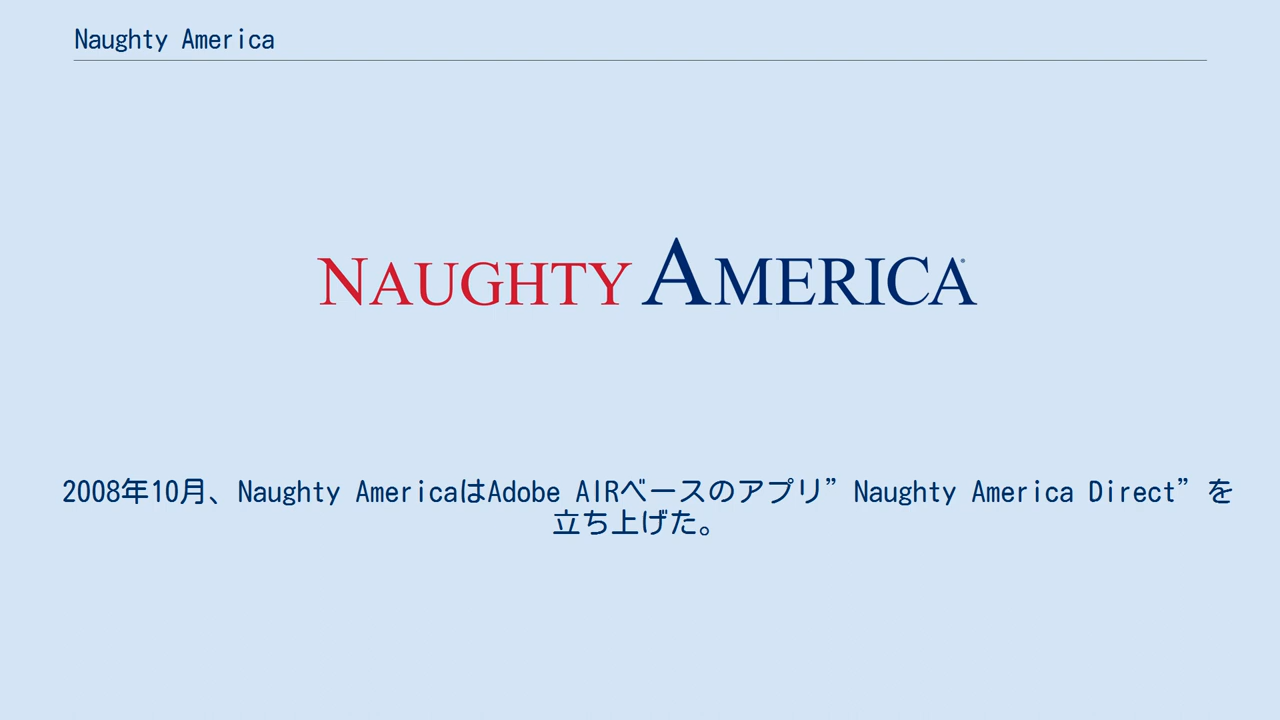 Naughty America
NAUGHTY AMERICA®
2008年10月、Naughty AmericaはAdobe AIRベースのアプリ”Naughty America Direct”を
立ち上げた。